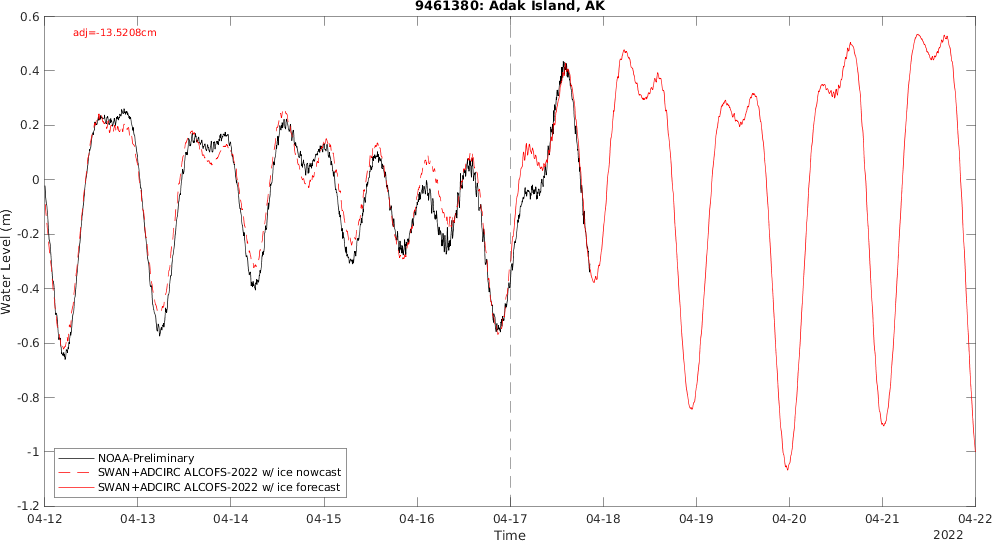 9461380: Adak Island, AK
adj=-13.5208cm
0.6
0.4
0.2
0
-0.2
-0.4
-0.6
-0.8
-1
-1.2
Water Level (m)
NOAA-Preliminary
SWAN+ADCIRC ALCOFS-2022 w/ ice nowcast
SWAN+ADCIRC ALCOFS-2022 w/ ice forecast
04-12 04-13 04-14 04-15 04-16 04-17 04-18 04-19 04-20 04-21 04-22
Time
2022